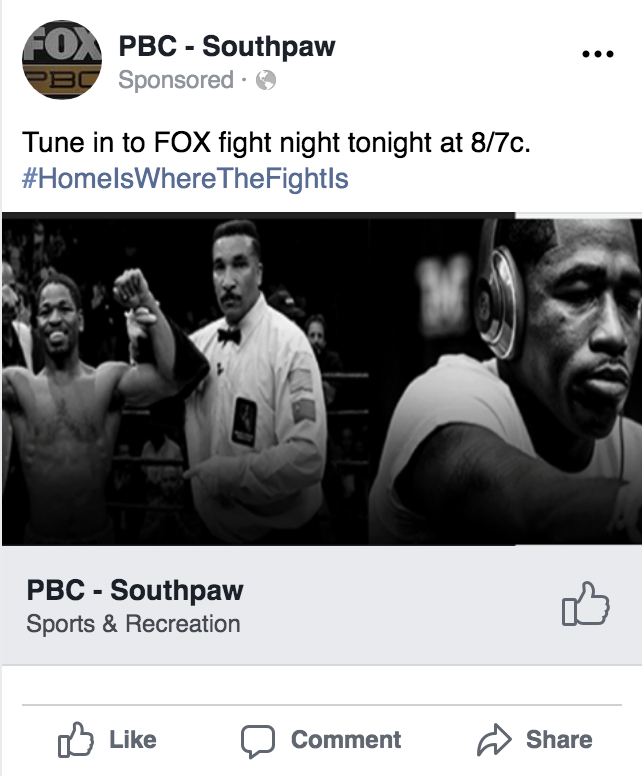 FOX
PBC
PBC - Southpaw
Sponsored ·
Tune in to FOX fight night tonight at 8/7c.
#HomeIsWhereTheFightIs
PBC - Southpaw
Sports & Recreation
Like
Comment
Share